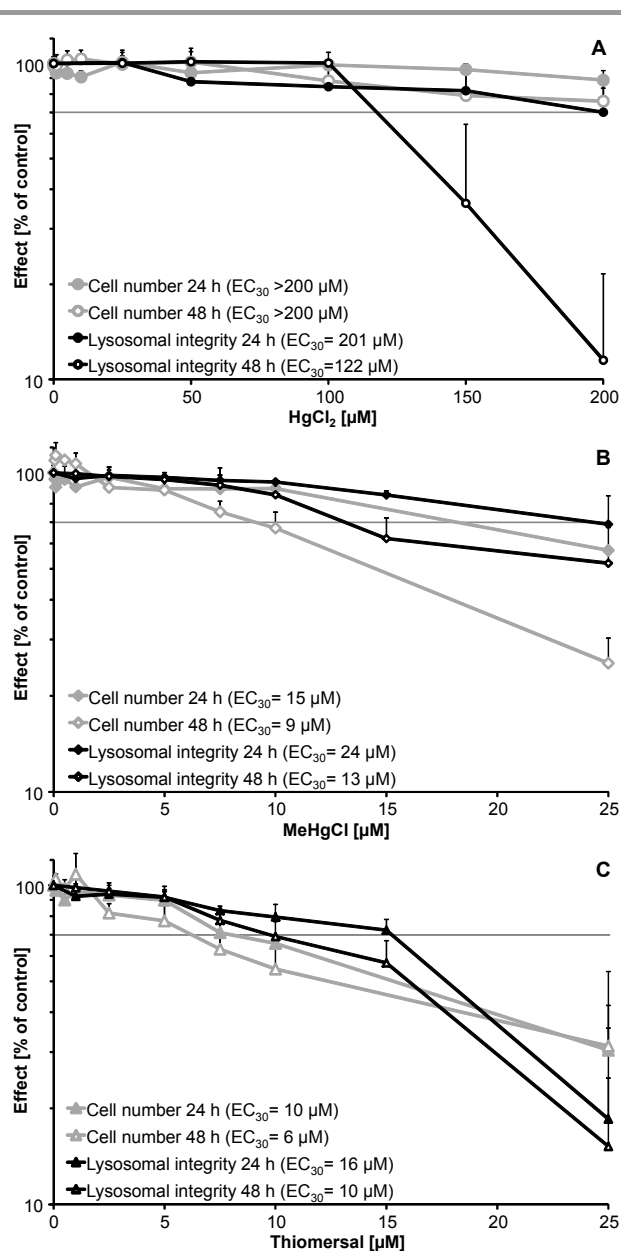 A
100
10
Effect [% of control]
Cell number 24 h (EC30 >200 µM)
Cell number 48 h (EC30 >200 µM)
Lysosomal integrity 24 h (EC30= 201 µM)
Lysosomal integrity 48 h (EC30=122 µM)
0 50 100 150 200
HgCl2 [µM]
B
100
10
Effect [% of control]
Cell number 24 h (EC30= 15 µM)
Cell number 48 h (EC30= 9 µM)
Lysosomal integrity 24 h (EC30= 24 µM)
Lysosomal integrity 48 h (EC30= 13 µM)
0 5 10 15 20 25
MeHgCl [µM]
C
100
10
Effect [% of control]
Cell number 24 h (EC30= 10 µM)
Cell number 48 h (EC30= 6 µM)
Lysosomal integrity 24 h (EC30= 16 µM)
Lysosomal integrity 48 h (EC30= 10 µM)
0 5 10 15 20 25
Thiomersal [µM]